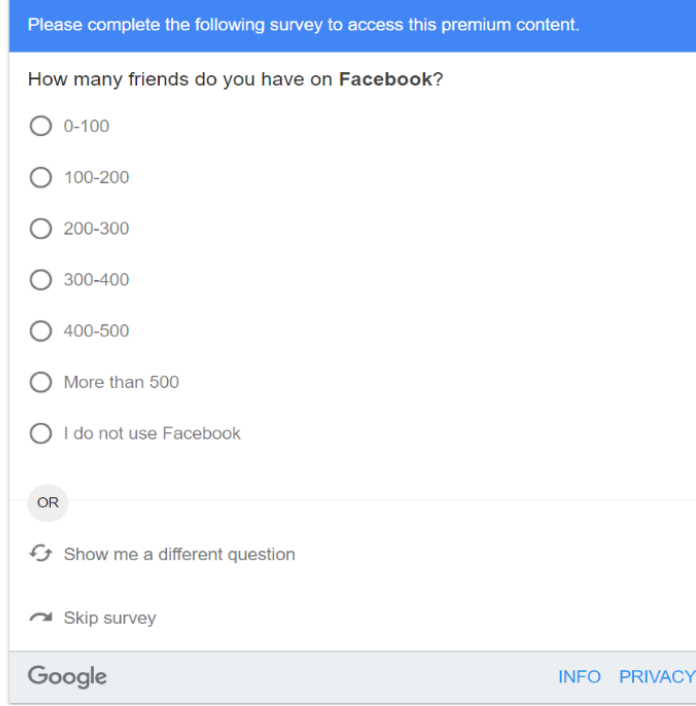 Please complete the following survey to access this premium content.
How many friends do you have on Facebook?
0-100
100-200
200-300
300-400
400-500
More than 500
I do not use Facebook
OR
Show me a different question
Skip survey
Google INFO PRIVACY